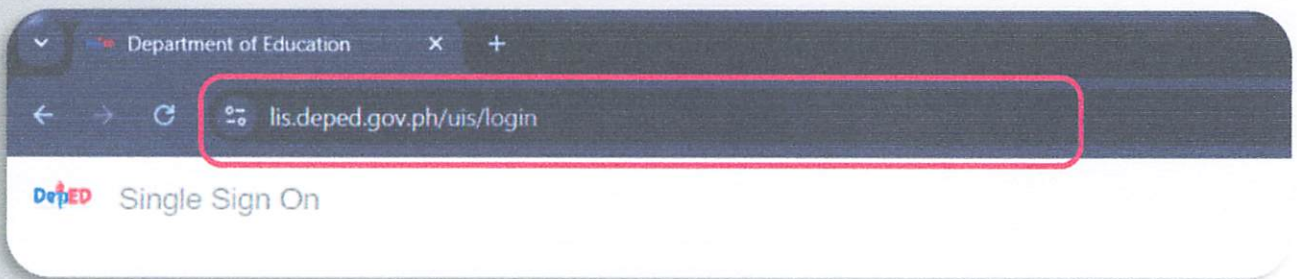 Department of Education
lis.deped.gov.ph/uis/login
DepED Single Sign On